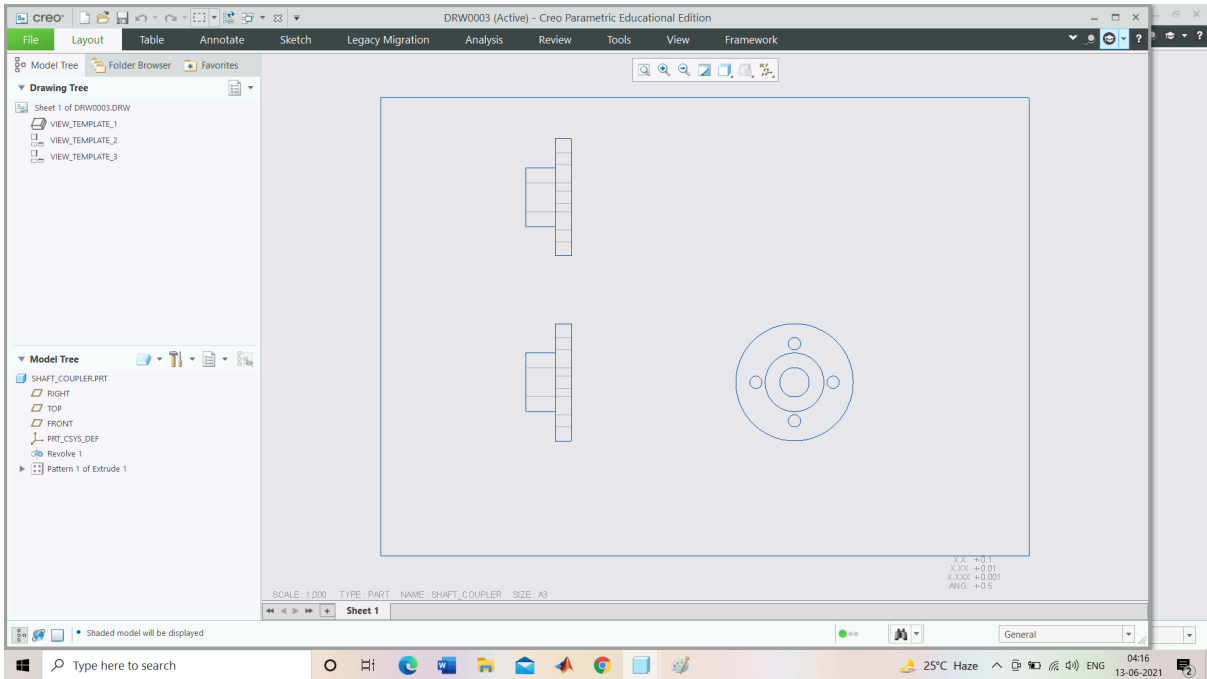 creo· DRW0003 (Active) - Creo Parametric Educational Edition
File Layout Table Annotate Sketch Legacy Migration Analysis Review Tools View Framework
Model Tree Folder Browser Favorites
Drawing Tree
Sheet 1 of DRW0003.DRW
VIEW_TEMPLATE_1
VIEW_TEMPLATE_2
VIEW_TEMPLATE_3
Model Tree
SHAFT_COUPLER.PRT
RIGHT
TOP
FRONT
PRT_CSYS_DEF
Revolve 1
Pattern 1 of Extrude 1
X.X +-0.1
X.XX +-0.01
X.XXX +-0.001
ANG. +-0.5
SCALE : 1,000 TYPE : PART NAME : SHAFT_COUPLER SIZE : A3
Sheet 1
• Shaded model will be displayed
General
Type here to search
25°C Haze
ENG
04:16
13-06-2021
2